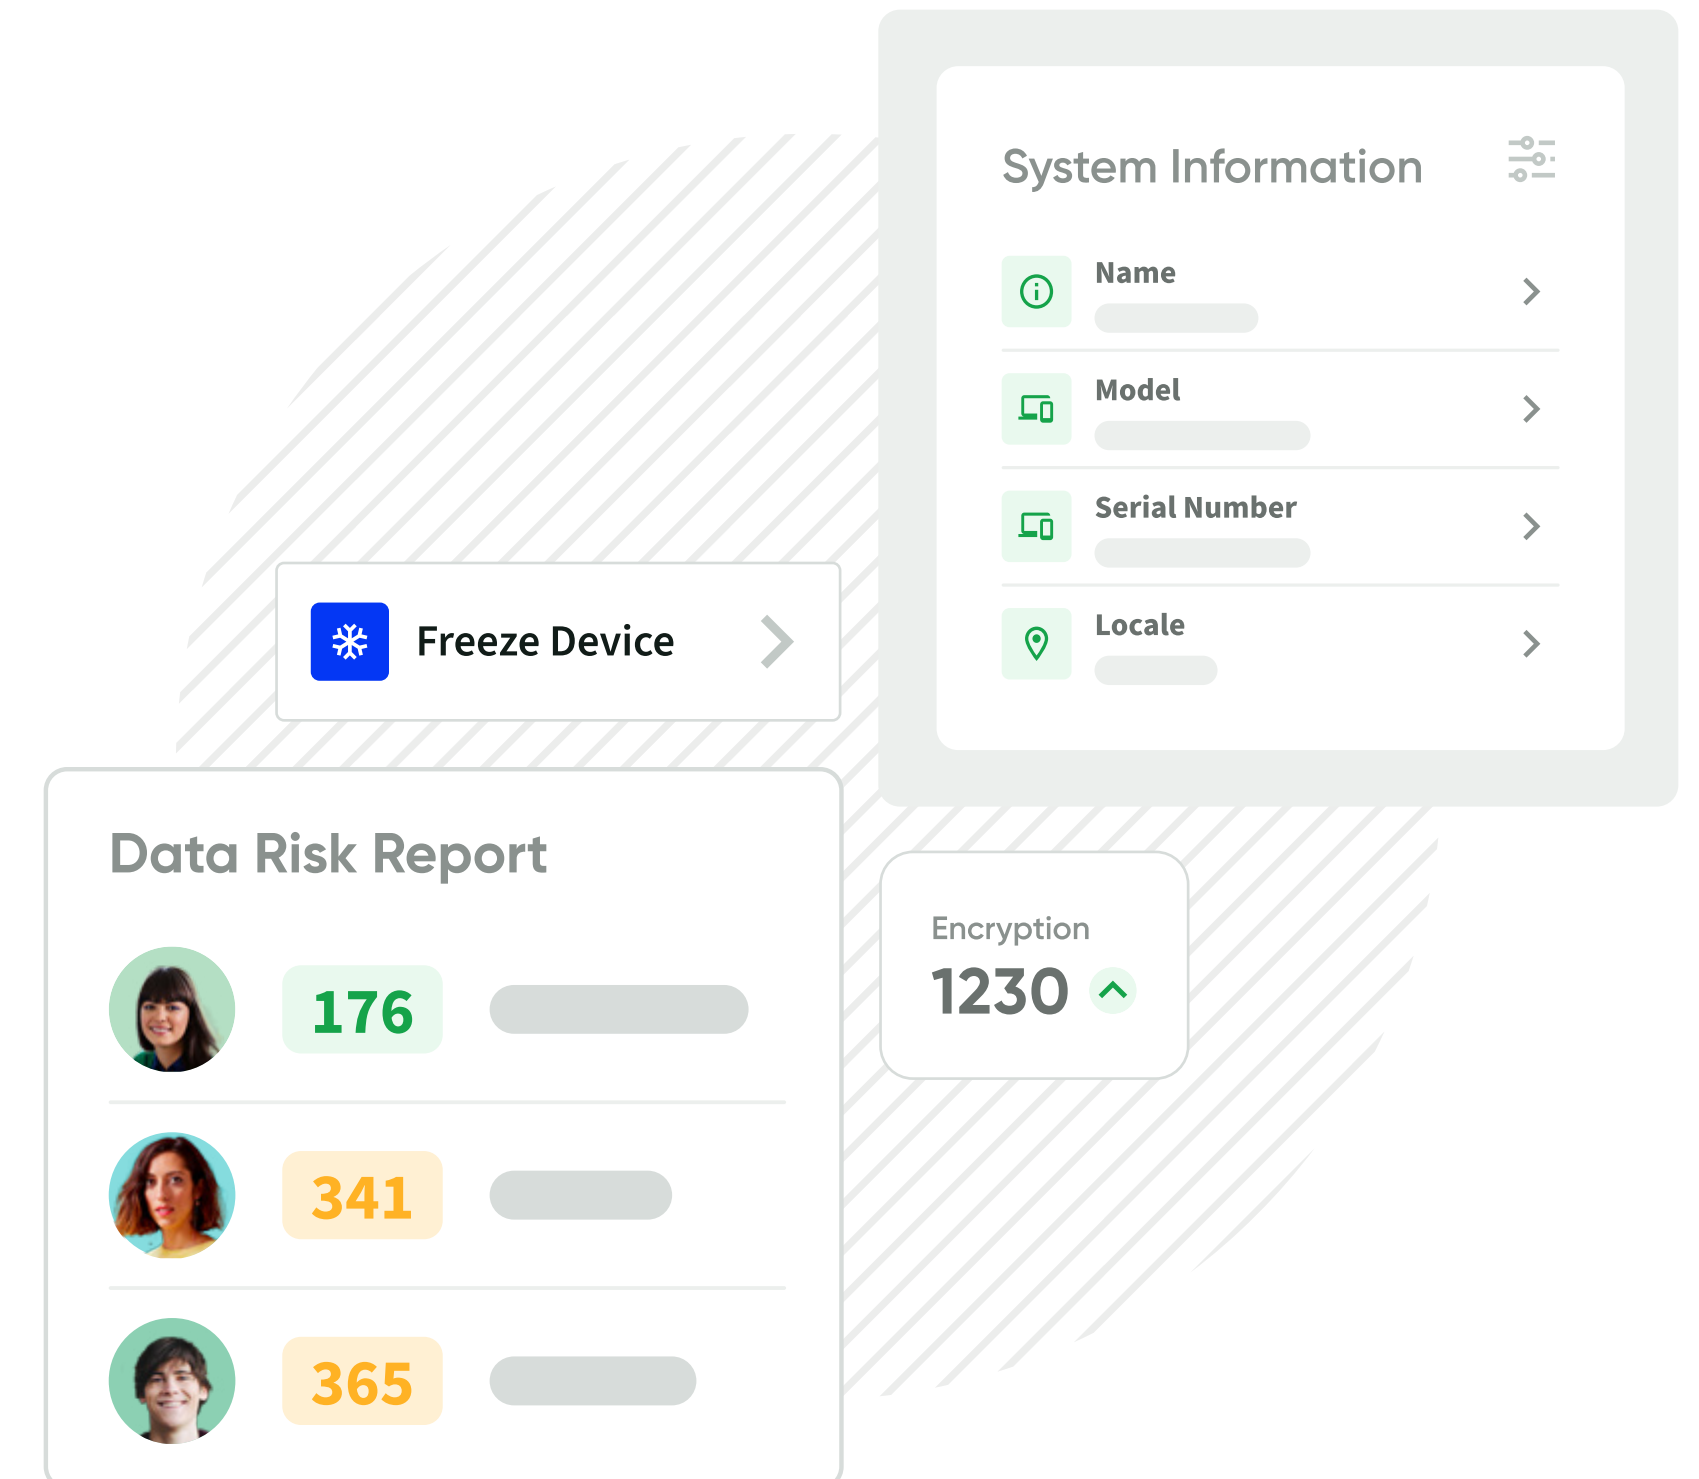 System Information
Name
Model
Serial Number
Locale
Freeze Device
Data Risk Report
176
341
365
Encryption
1230